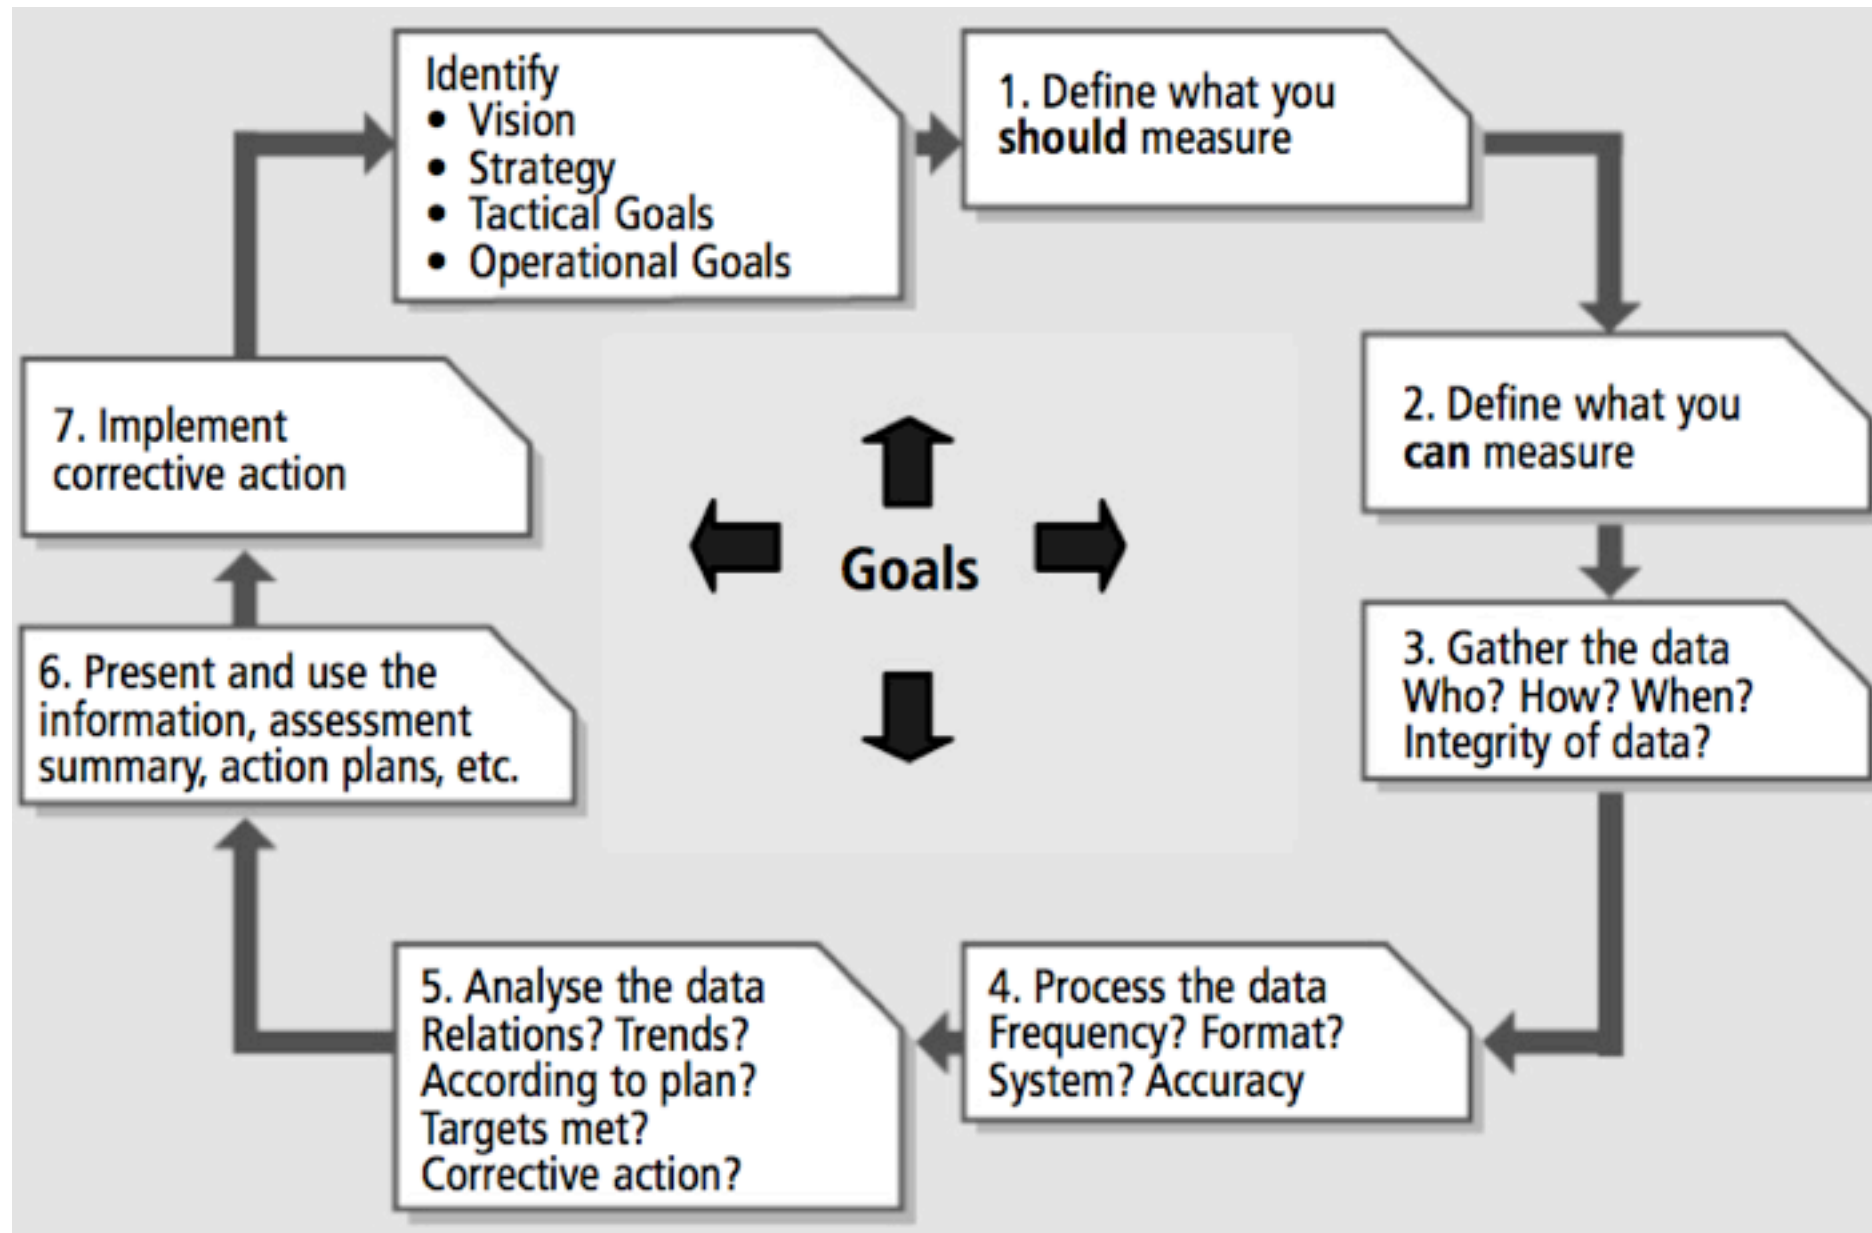 Identify
• Vision
• Strategy
• Tactical Goals
• Operational Goals
1. Define what you
should measure
2. Define what you
can measure
3. Gather the data
Who? How? When?
Integrity of data?
4. Process the data
Frequency? Format?
System? Accuracy
5. Analyse the data
Relations? Trends?
According to plan?
Targets met?
Corrective action?
6. Present and use the
information, assessment
summary, action plans, etc.
7. Implement
corrective action
Goals